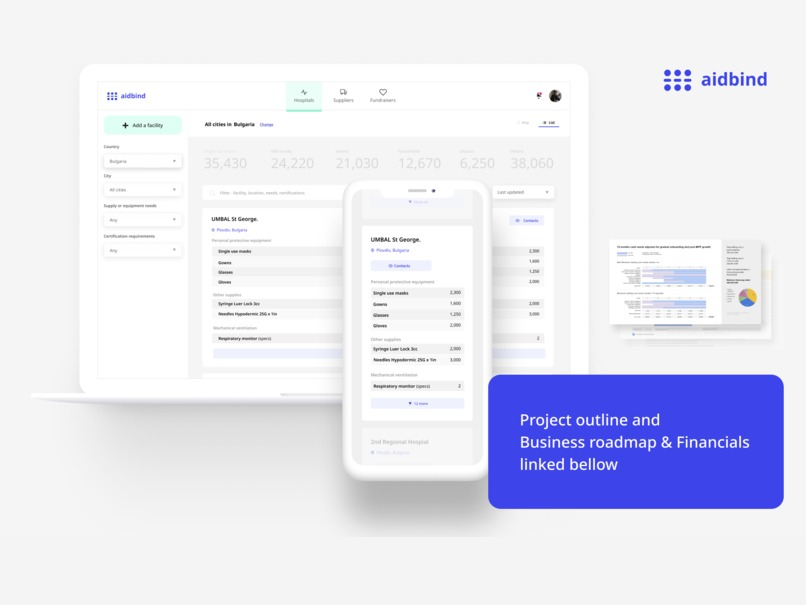 aidbind
aidbind
Hospitals
Suppliers
Fundraisers
Add a facility
All cities in Bulgaria Change
Map
List
Country
Bulgaria
City
All cities
Supply or equipment needs
Any
Certification requirements
Any
35,430 24,220 21,030 12,670 6,250 38,060
Filter - facility, location, needs, certifications
Last updated
UMBAL St George.
Plovdiv, Bulgaria
Contacts
Personal protective equipment
Single use masks 2,300
Gowns 1,600
Glasses 1,250
Gloves 2,000
Other supplies
Syringe Luer Lock 3cc 2,000
Needles Hypodermic 25G x 1in 3,000
Mechanical ventilation
Respiratory monitor (specs) 2
UMBAL St George.
Plovdiv, Bulgaria
Contacts
Personal protective equipment
Single use masks 2,300
Gowns 1,600
Glasses 1,250
Gloves 2,000
Other supplies
Syringe Luer Lock 3cc 2,000
Needles Hypodermic 25G x 1in 3,000
Mechanical ventilation
Respiratory monitor (specs) 2
12 more
2nd Regional Hospial
Plovdiv, Bulgaria
Project outline and
Business roadmap & Financials
linked bellow